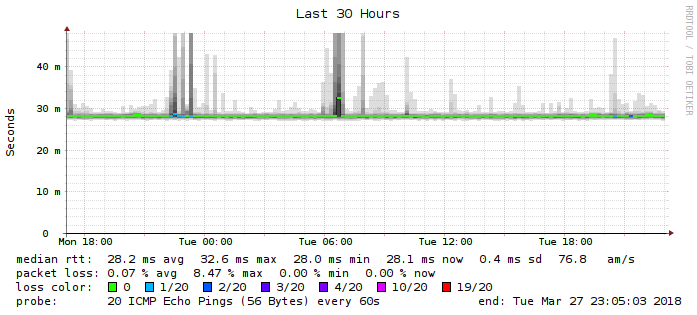 Last 30 Hours
RRDTOOL / TOBI OETIKER
Seconds
40 m
30 m
20 m
10 m
0
Mon 18:00 Tue 00:00 Tue 06:00 Tue 12:00 Tue 18:00
median rtt: 28.2 ms avg 32.6 ms max 28.0 ms min 28.1 ms now 0.4 ms sd 76.8 am/s
packet loss: 0.07 % avg 8.47 % max 0.00 % min 0.00 % now
loss color: 0 1/20 2/20 3/20 4/20 10/20 19/20
probe: 20 ICMP Echo Pings (56 Bytes) every 60s end: Tue Mar 27 23:05:03 2018